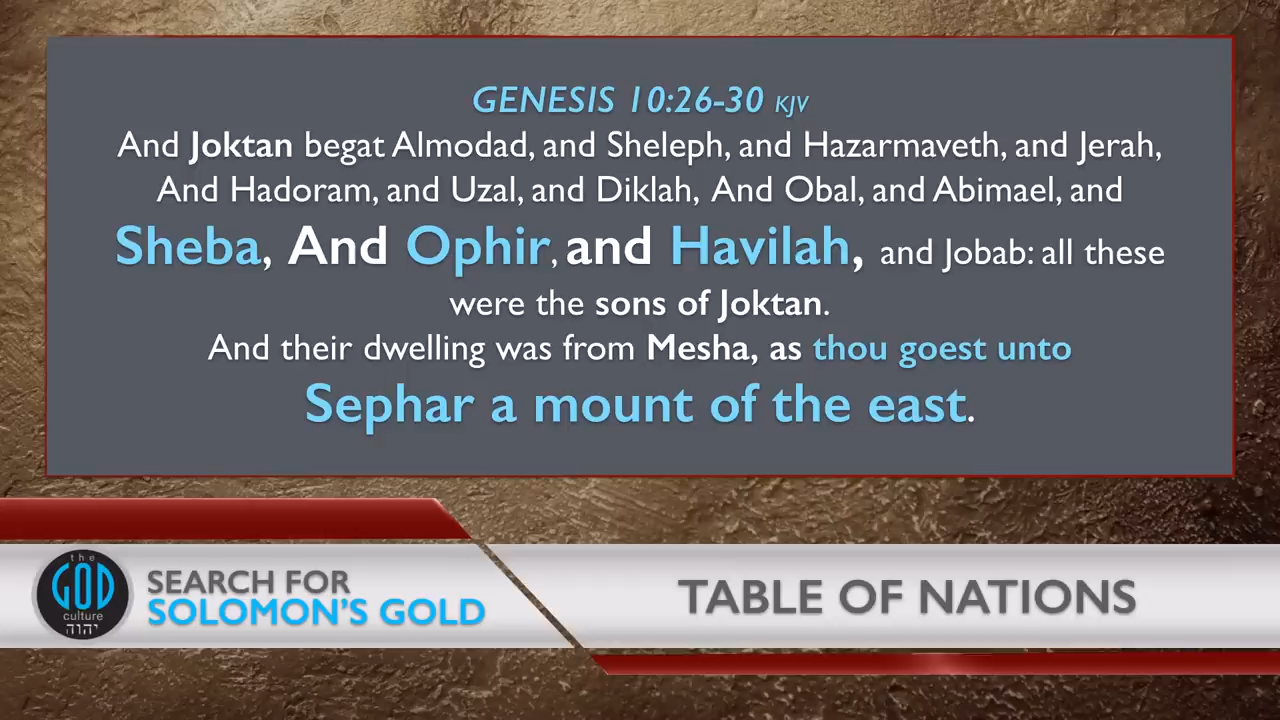 GENESIS 10:26-30 KJV
And Joktan begat Almodad, and Sheleph, and Hazarmaveth, and Jerah,
And Hadoram, and Uzal, and Diklah, And Obal, and Abimael, and
Sheba, And Ophir, and Havilah, and Jobab: all these
were the sons of Joktan.
And their dwelling was from Mesha, as thou goest unto
Sephar a mount of the east.
the
GOD
culture
יהוה
SEARCH FOR
SOLOMON'S GOLD
TABLE OF NATIONS